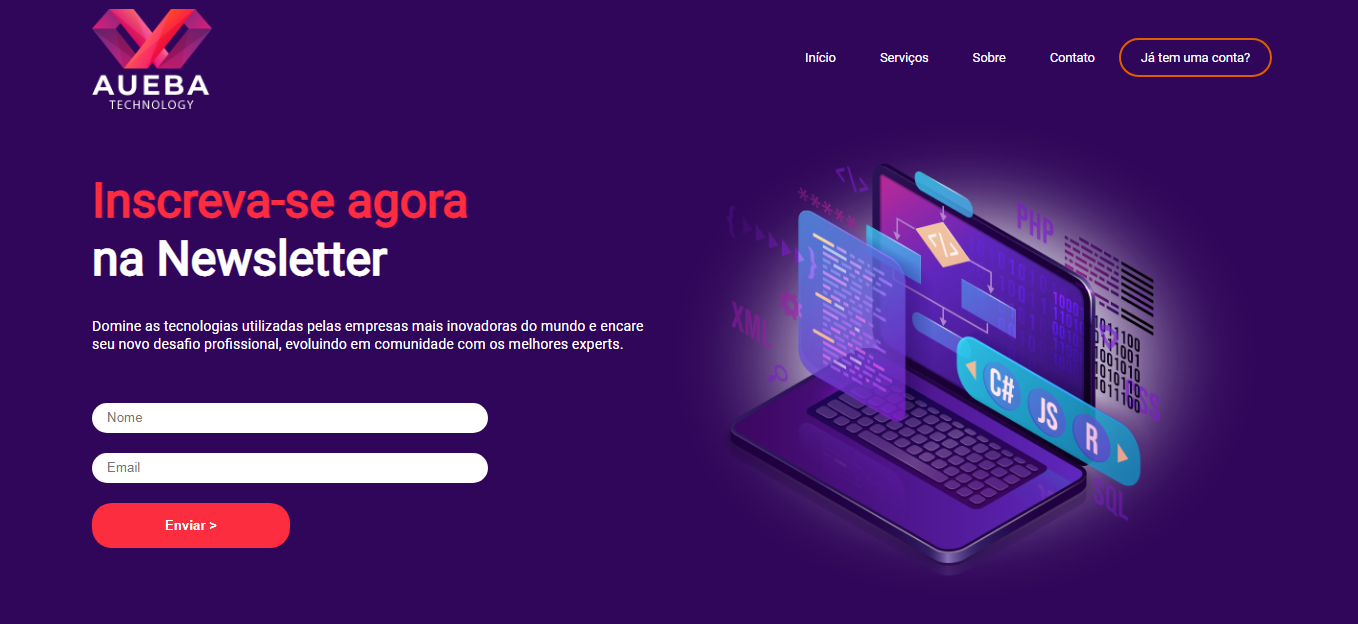 AUEBA
TECHNOLOGY
Início
Serviços
Sobre
Contato
Já tem uma conta?
Inscreva-se agora
na Newsletter
Domine as tecnologias utilizadas pelas empresas mais inovadoras do mundo e encare
seu novo desafio profissional, evoluindo em comunidade com os melhores experts.
Nome
Email
Enviar >
</>
*****
PHP
</>
XML
C#
JS
R
CSS
SQL